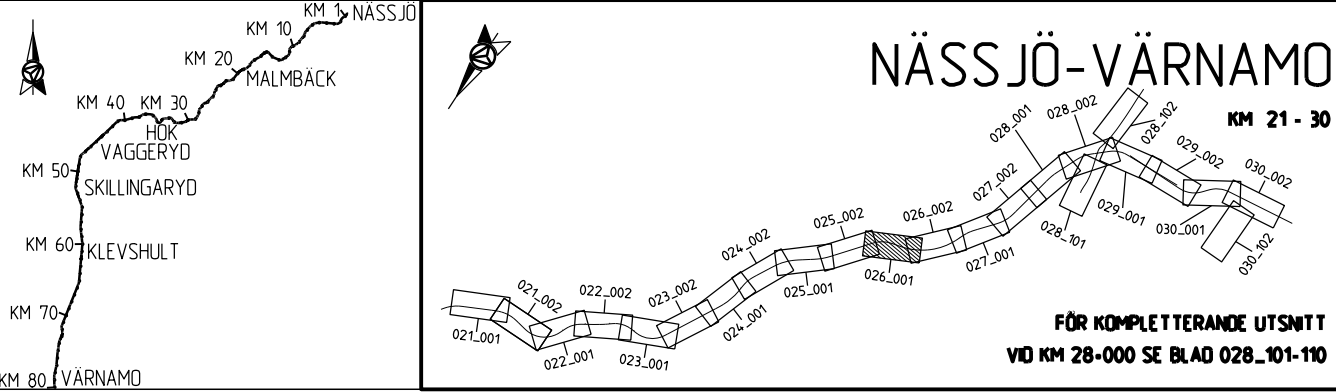 KM 1
NÄSSJÖ
KM 10
KM 20
MALMBÄCK
KM 40
KM 30
HOK
VAGGERYD
KM 50
SKILLINGARYD
KM 60
KLEVSHULT
KM 70
KM 80
VÄRNAMO
NÄSSJÖ-VÄRNAMO
KM 21 - 30
021_001
021_002
022_001
022_002
023_001
023_002
024_001
024_002
025_001
025_002
026_001
026_002
027_001
027_002
028_001
028_002
028_101
028_102
029_001
029_002
030_001
030_002
030_102
FÖR KOMPLETTERANDE UTSNITT
VID KM 28+000 SE BLAD 028_101-110